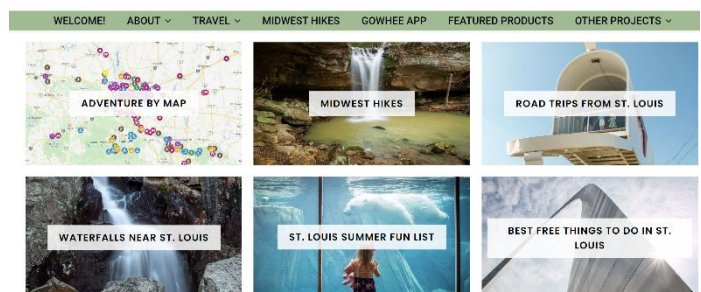 WELCOME! ABOUT TRAVEL MIDWEST HIKES GOWHEE APP FEATURED PRODUCTS OTHER PROJECTS
ADVENTURE BY MAP
MIDWEST HIKES
ROAD TRIPS FROM ST. LOUIS
WATERFALLS NEAR ST. LOUIS
ST. LOUIS SUMMER FUN LIST
BEST FREE THINGS TO DO IN ST.
LOUIS